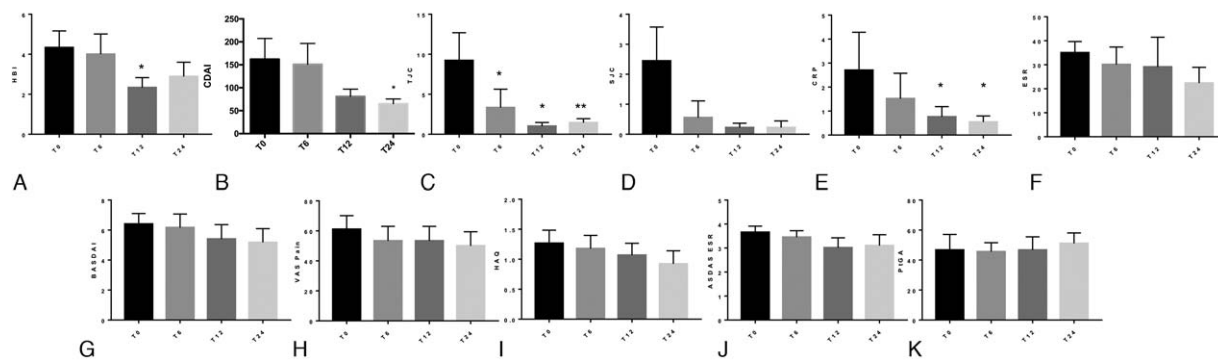 6
4
2
0
HBI
T0 T6 T12 T24
*
A
250
200
150
100
50
0
CDAI
T0 T6 T12 T24
*
B
15
10
5
0
TJC
T0 T6 T12 T24
* * **
C
4
2
0
SJC
T0 T6 T12 T24
D
5
4
3
2
1
0
CRP
T0 T6 T12 T24
* *
E
50
40
30
20
10
0
ESR
T0 T6 T12 T24
F
8
6
4
2
0
BASDAI
T0 T6 T12 T24
G
80
60
40
20
0
VAS Pain
T0 T6 T12 T24
H
1.5
1.0
0.5
0.0
HAQ
T0 T6 T12 T24
I
5
4
3
2
1
0
ASDAS ESR
T0 T6 T12 T24
J
80
60
40
20
0
PIGA
T0 T6 T12 T24
K